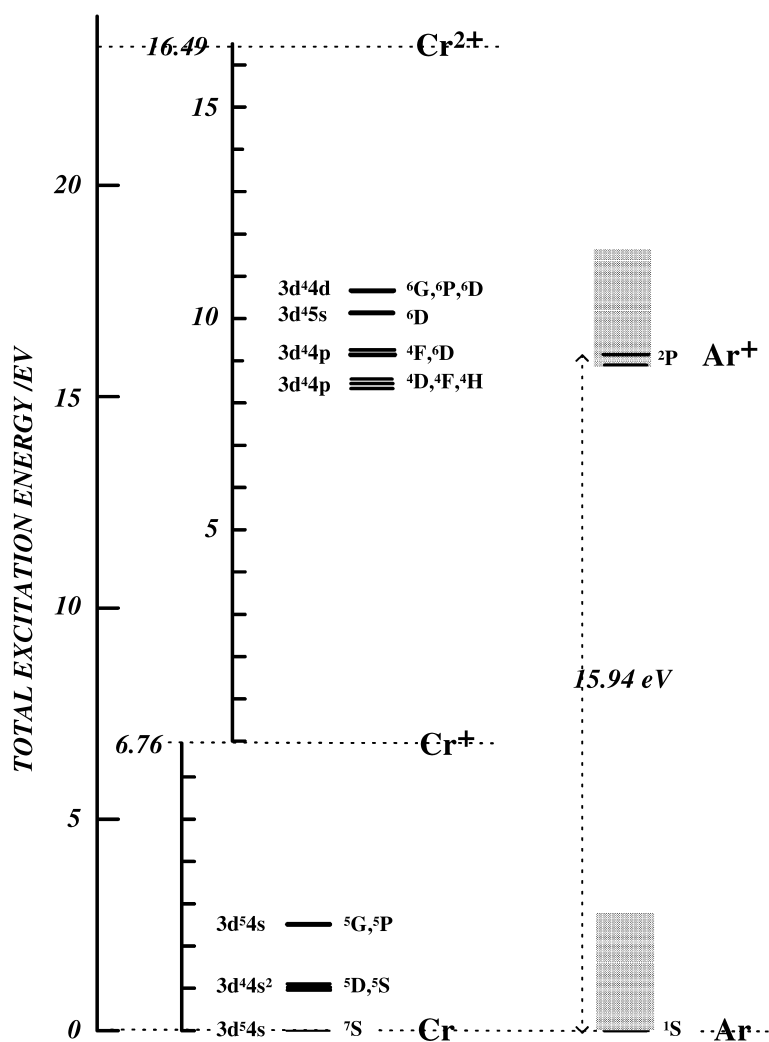 16.49 Cr²⁺
15
20
3d⁴4d ⁶G,⁶P,⁶D
3d⁴5s ⁶D
10
3d⁴4p ⁴F,⁶D
²P Ar⁺
3d⁴4p ⁴D,⁴F,⁴H
15
5
10
TOTAL EXCITATION ENERGY /EV
15.94 eV
6.76 Cr⁺
5
3d⁵4s ⁵G,⁵P
3d⁴4s² ⁵D,⁵S
0 3d⁵4s ⁷S Cr ¹S Ar